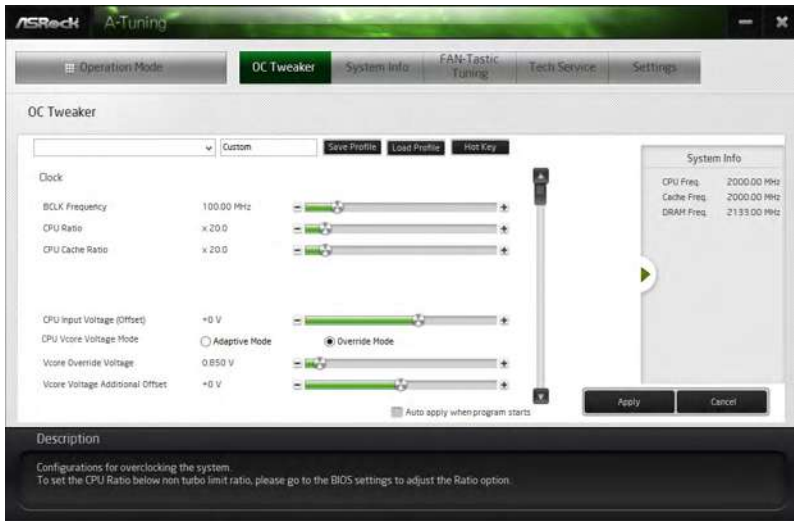 ASRock A-Tuning
Operation Mode OC Tweaker System Info FAN-Tastic Tuning Tech Service Settings
OC Tweaker
Custom Save Profile Load Profile Hot Key
System Info
CPU Freq. 2000.00 MHz
Cache Freq. 2000.00 MHz
DRAM Freq. 2133.00 MHz
Clock
BCLK Frequency 100.00 MHz
CPU Ratio x 20.0
CPU Cache Ratio x 20.0
CPU Input Voltage (Offset) +0 V
CPU Vcore Voltage Mode Adaptive Mode Override Mode
Vcore Override Voltage 0.850 V
Vcore Voltage Additional Offset +0 V
Auto apply when program starts
Apply Cancel
Description
Configurations for overclocking the system.
To set the CPU Ratio below non turbo limit ratio, please go to the BIOS settings to adjust the Ratio option.